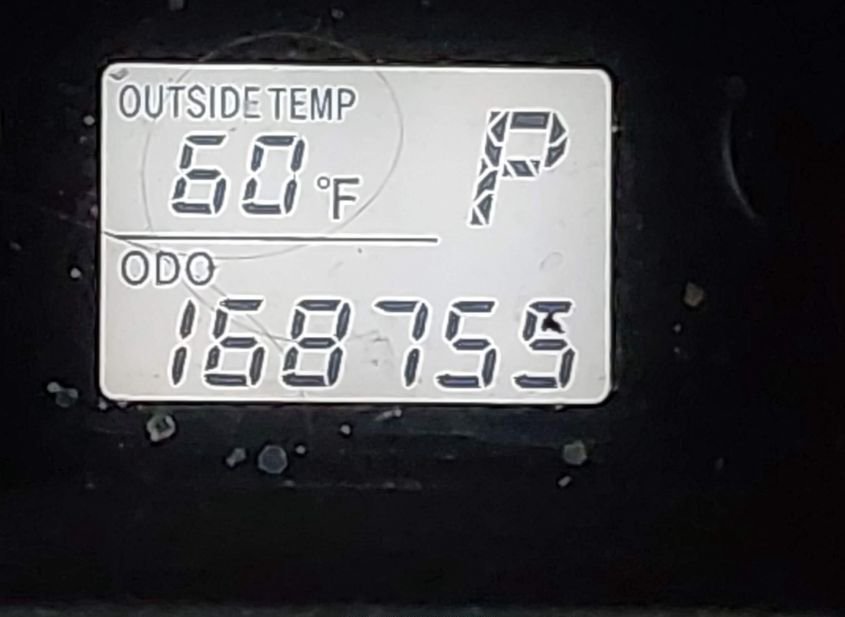 OUTSIDE TEMP
60 °F P
ODO
168755